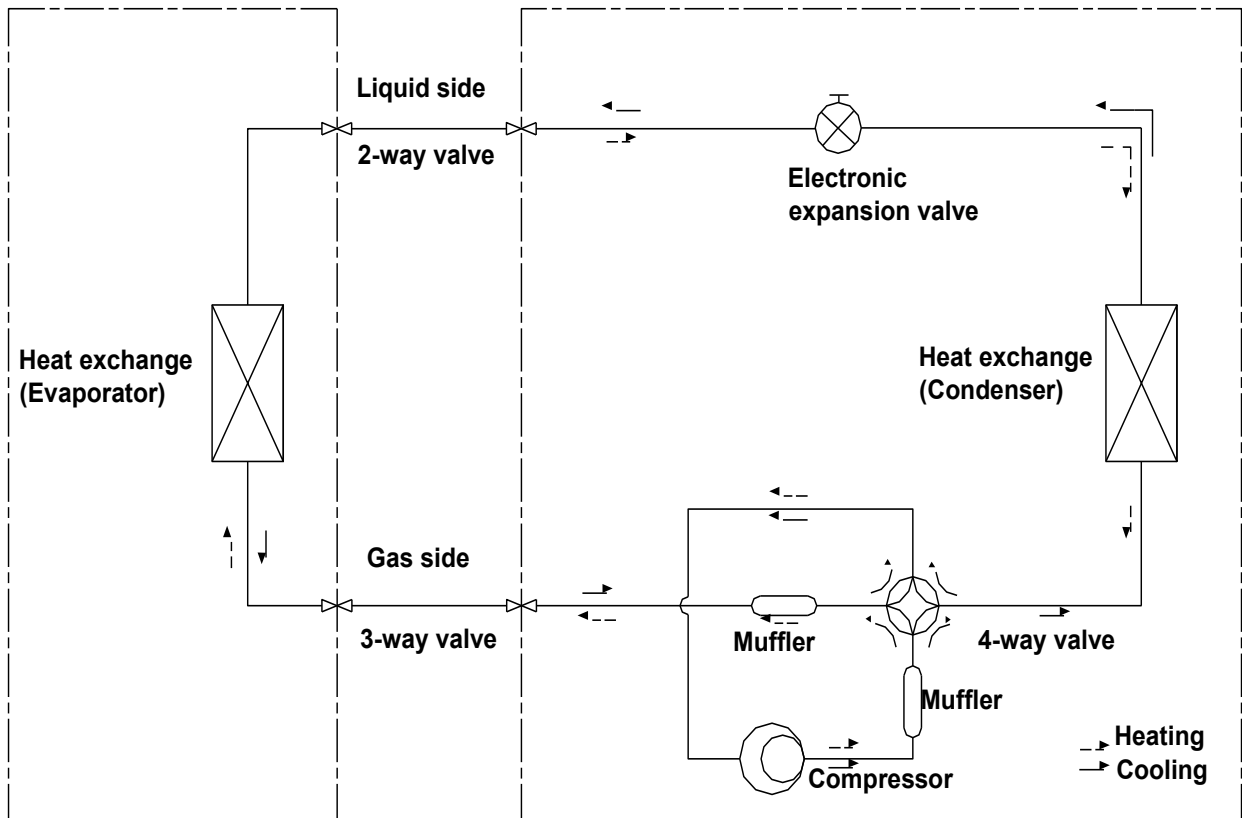 Liquid side
2-way valve
Electronic
expansion valve
Heat exchange
(Evaporator)
Heat exchange
(Condenser)
Gas side
3-way valve
Muffler
4-way valve
Muffler
Compressor
Heating
Cooling